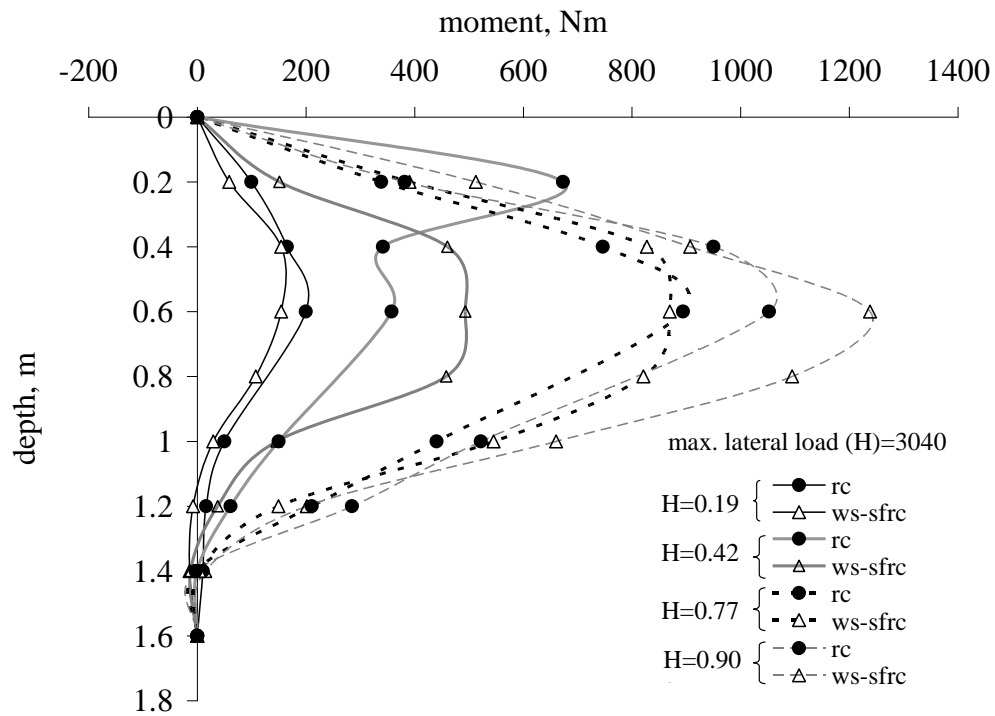 moment, Nm
-200 0 200 400 600 800 1000 1200 1400
0
0.2
0.4
0.6
0.8
1
1.2
1.4
1.6
1.8
depth, m
max. lateral load (H)=3040
H=0.19
rc
ws-sfrc
H=0.42
rc
ws-sfrc
H=0.77
rc
ws-sfrc
H=0.90
rc
ws-sfrc